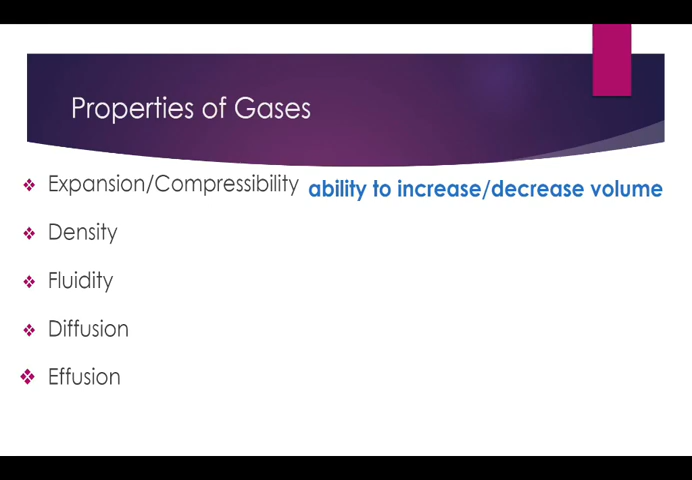 Properties of Gases
Expansion/Compressibility ability to increase/decrease volume
Density
Fluidity
Diffusion
Effusion